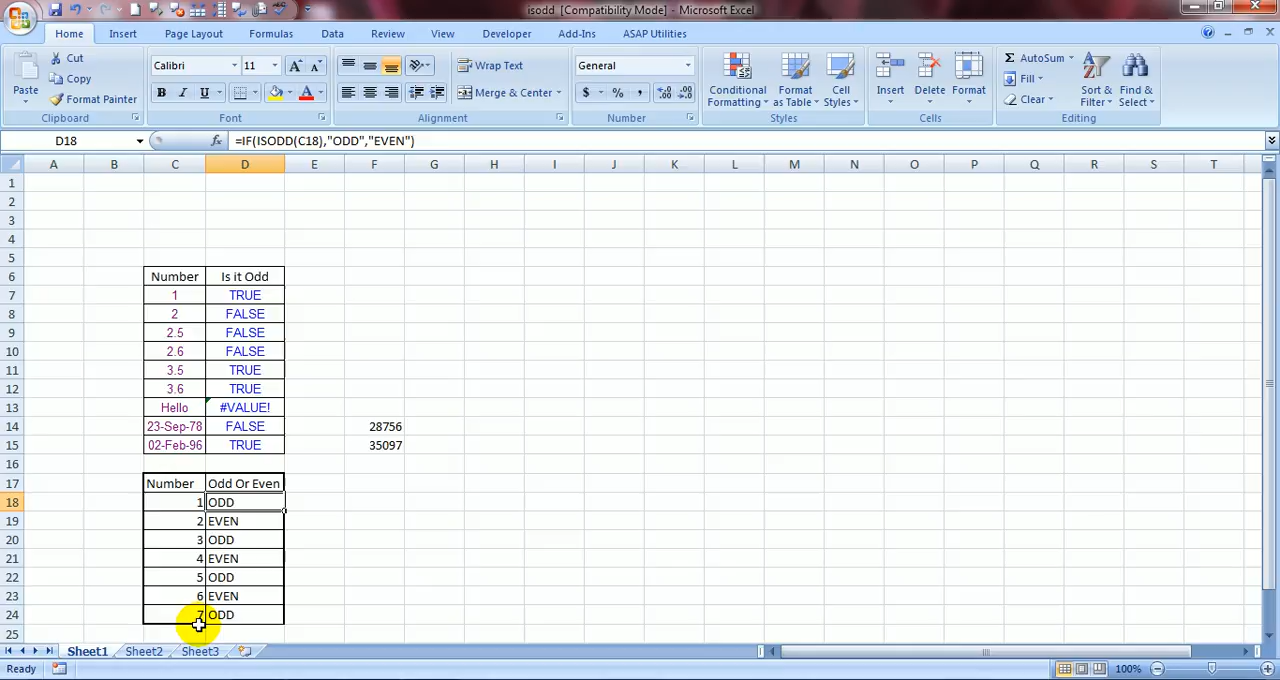 isodd [Compatibility Mode] - Microsoft Excel
Home Insert Page Layout Formulas Data Review View Developer Add-Ins ASAP Utilities
Cut
Copy
Format Painter
Paste
Clipboard
Calibri 11
B I U
Font
Wrap Text
Merge & Center
Alignment
General
$ % ,
Number
Conditional Formatting
Format as Table
Cell Styles
Styles
Insert Delete Format
Cells
AutoSum
Fill
Clear
Sort & Filter
Find & Select
Editing
D18 fx =IF(ISODD(C18),"ODD","EVEN")
A B C D E F G H I J K L M N O P Q R S T
1
2
3
4
5
6 Number Is it Odd
7 1 TRUE
8 2 FALSE
9 2.5 FALSE
10 2.6 FALSE
11 3.5 TRUE
12 3.6 TRUE
13 Hello #VALUE!
14 23-Sep-78 FALSE 28756
15 02-Feb-96 TRUE 35097
16
17 Number Odd Or Even
18 1 ODD
19 2 EVEN
20 3 ODD
21 4 EVEN
22 5 ODD
23 6 EVEN
24 7 ODD
25
Sheet1 Sheet2 Sheet3
Ready 100%